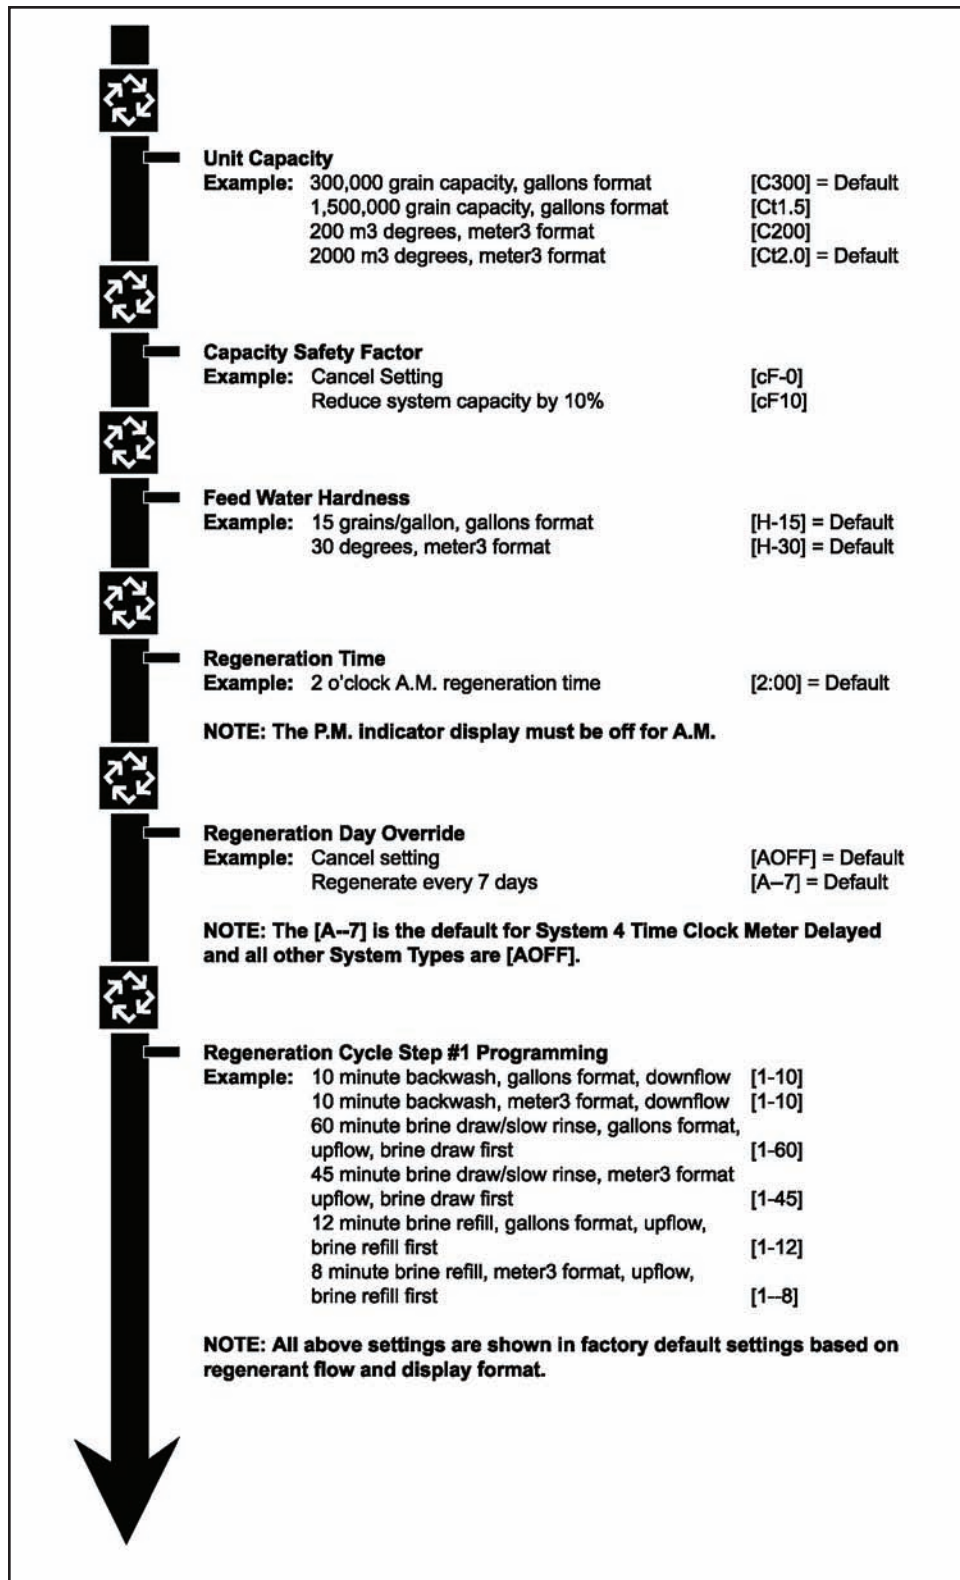 Unit Capacity
Example: 300,000 grain capacity, gallons format [C300] = Default
1,500,000 grain capacity, gallons format [Ct1.5]
200 m3 degrees, meter3 format [C200]
2000 m3 degrees, meter3 format [Ct2.0] = Default
Capacity Safety Factor
Example: Cancel Setting [cF-0]
Reduce system capacity by 10% [cF10]
Feed Water Hardness
Example: 15 grains/gallon, gallons format [H-15] = Default
30 degrees, meter3 format [H-30] = Default
Regeneration Time
Example: 2 o'clock A.M. regeneration time [2:00] = Default
NOTE: The P.M. indicator display must be off for A.M.
Regeneration Day Override
Example: Cancel setting [AOFF] = Default
Regenerate every 7 days [A--7] = Default
NOTE: The [A--7] is the default for System 4 Time Clock Meter Delayed
and all other System Types are [AOFF].
Regeneration Cycle Step #1 Programming
Example: 10 minute backwash, gallons format, downflow [1-10]
10 minute backwash, meter3 format, downflow [1-10]
60 minute brine draw/slow rinse, gallons format,
upflow, brine draw first [1-60]
45 minute brine draw/slow rinse, meter3 format
upflow, brine draw first [1-45]
12 minute brine refill, gallons format, upflow,
brine refill first [1-12]
8 minute brine refill, meter3 format, upflow,
brine refill first [1--8]
NOTE: All above settings are shown in factory default settings based on
regenerant flow and display format.